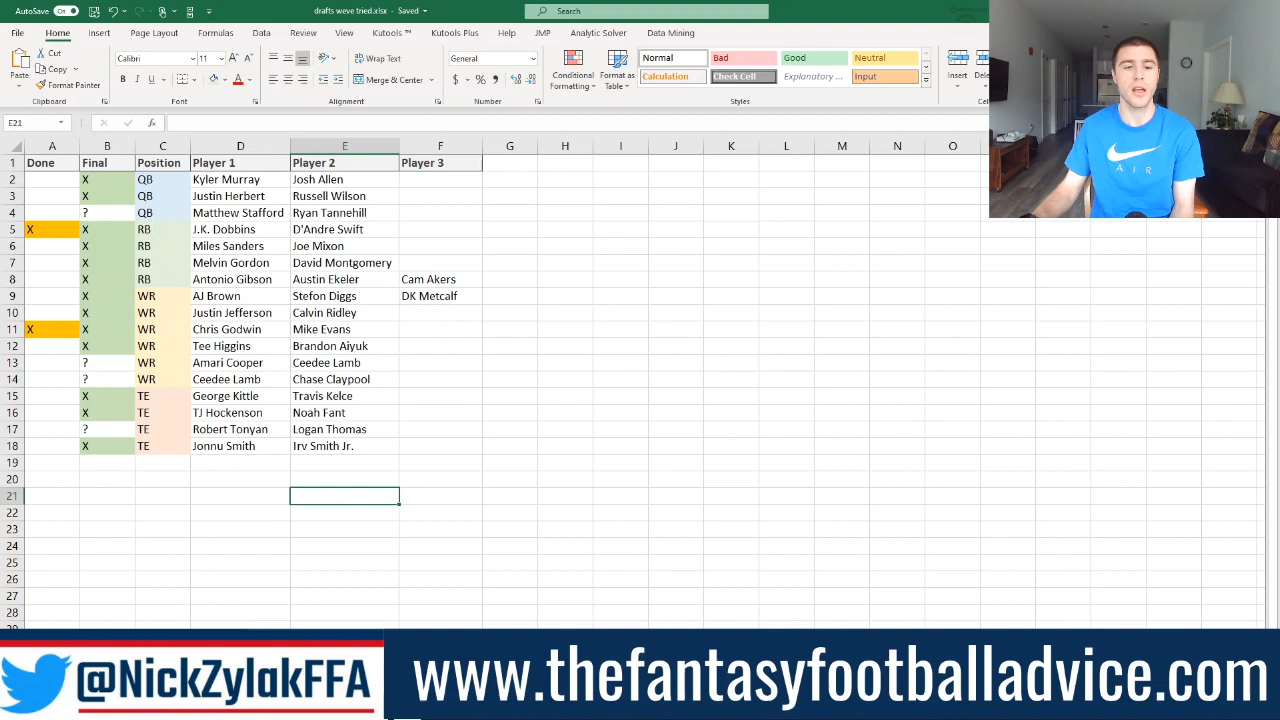 AutoSave On drafts weve tried.xlsx - Saved Search
File Home Insert Page Layout Formulas Data Review View Kutools ™ Kutools Plus Help JMP Analytic Solver Data Mining
Paste Cut Copy Format Painter Clipboard
Calibri 11 B I U Font
Wrap Text Merge & Center Alignment
General $ % Number
Conditional Formatting Format as Table
Normal Bad Good Neutral
Calculation Check Cell Explanatory ... Input
Styles
Insert
E21 fx
A B C D E F G H I J K L M N O
1 Done Final Position Player 1 Player 2 Player 3
2 X QB Kyler Murray Josh Allen
3 X QB Justin Herbert Russell Wilson
4 ? QB Matthew Stafford Ryan Tannehill
5 X X RB J.K. Dobbins D'Andre Swift
6 X RB Miles Sanders Joe Mixon
7 X RB Melvin Gordon David Montgomery
8 X RB Antonio Gibson Austin Ekeler Cam Akers
9 X WR AJ Brown Stefon Diggs DK Metcalf
10 X WR Justin Jefferson Calvin Ridley
11 X X WR Chris Godwin Mike Evans
12 X WR Tee Higgins Brandon Aiyuk
13 ? WR Amari Cooper Ceedee Lamb
14 ? WR Ceedee Lamb Chase Claypool
15 X TE George Kittle Travis Kelce
16 X TE TJ Hockenson Noah Fant
17 ? TE Robert Tonyan Logan Thomas
18 X TE Jonnu Smith Irv Smith Jr.
19
20
21
22
23
24
25
26
27
28
AIR
@NickZylakFFA www.thefantasyfootballadvice.com